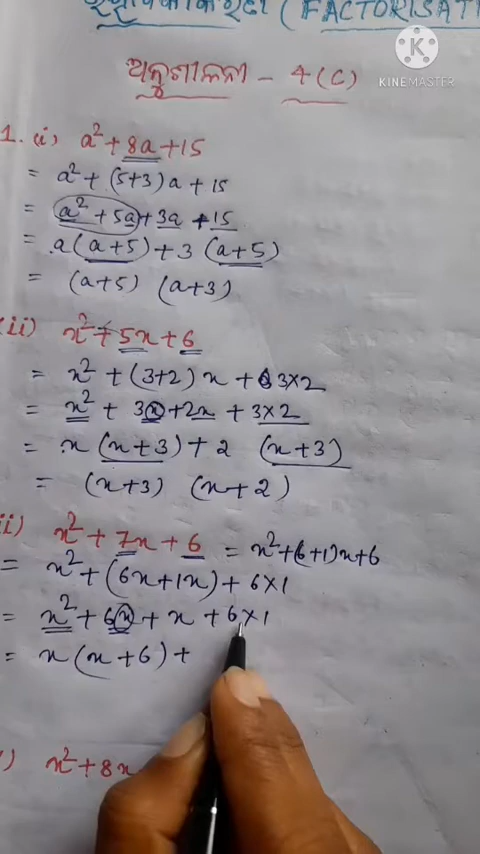 (FACTORISATI
KINEMASTER
ଅନୁଶୀଳନୀ - 4(C)
1. (i) a² + 8a + 15
= a² + (5+3)a + 15
= a² + 5a + 3a + 15
= a(a+5) + 3 (a+5)
= (a+5) (a+3)
(ii) x² + 5x + 6
= x² + (3+2)x + 3×2
= x² + 3x + 2x + 3×2
= x (x+3) + 2 (x+3)
= (x+3) (x+2)
ii) x² + 7x + 6 = x² + (6+1)x + 6
= x² + (6x+1x) + 6×1
= x² + 6x + x + 6×1
= x(x+6) +
) x² + 8x